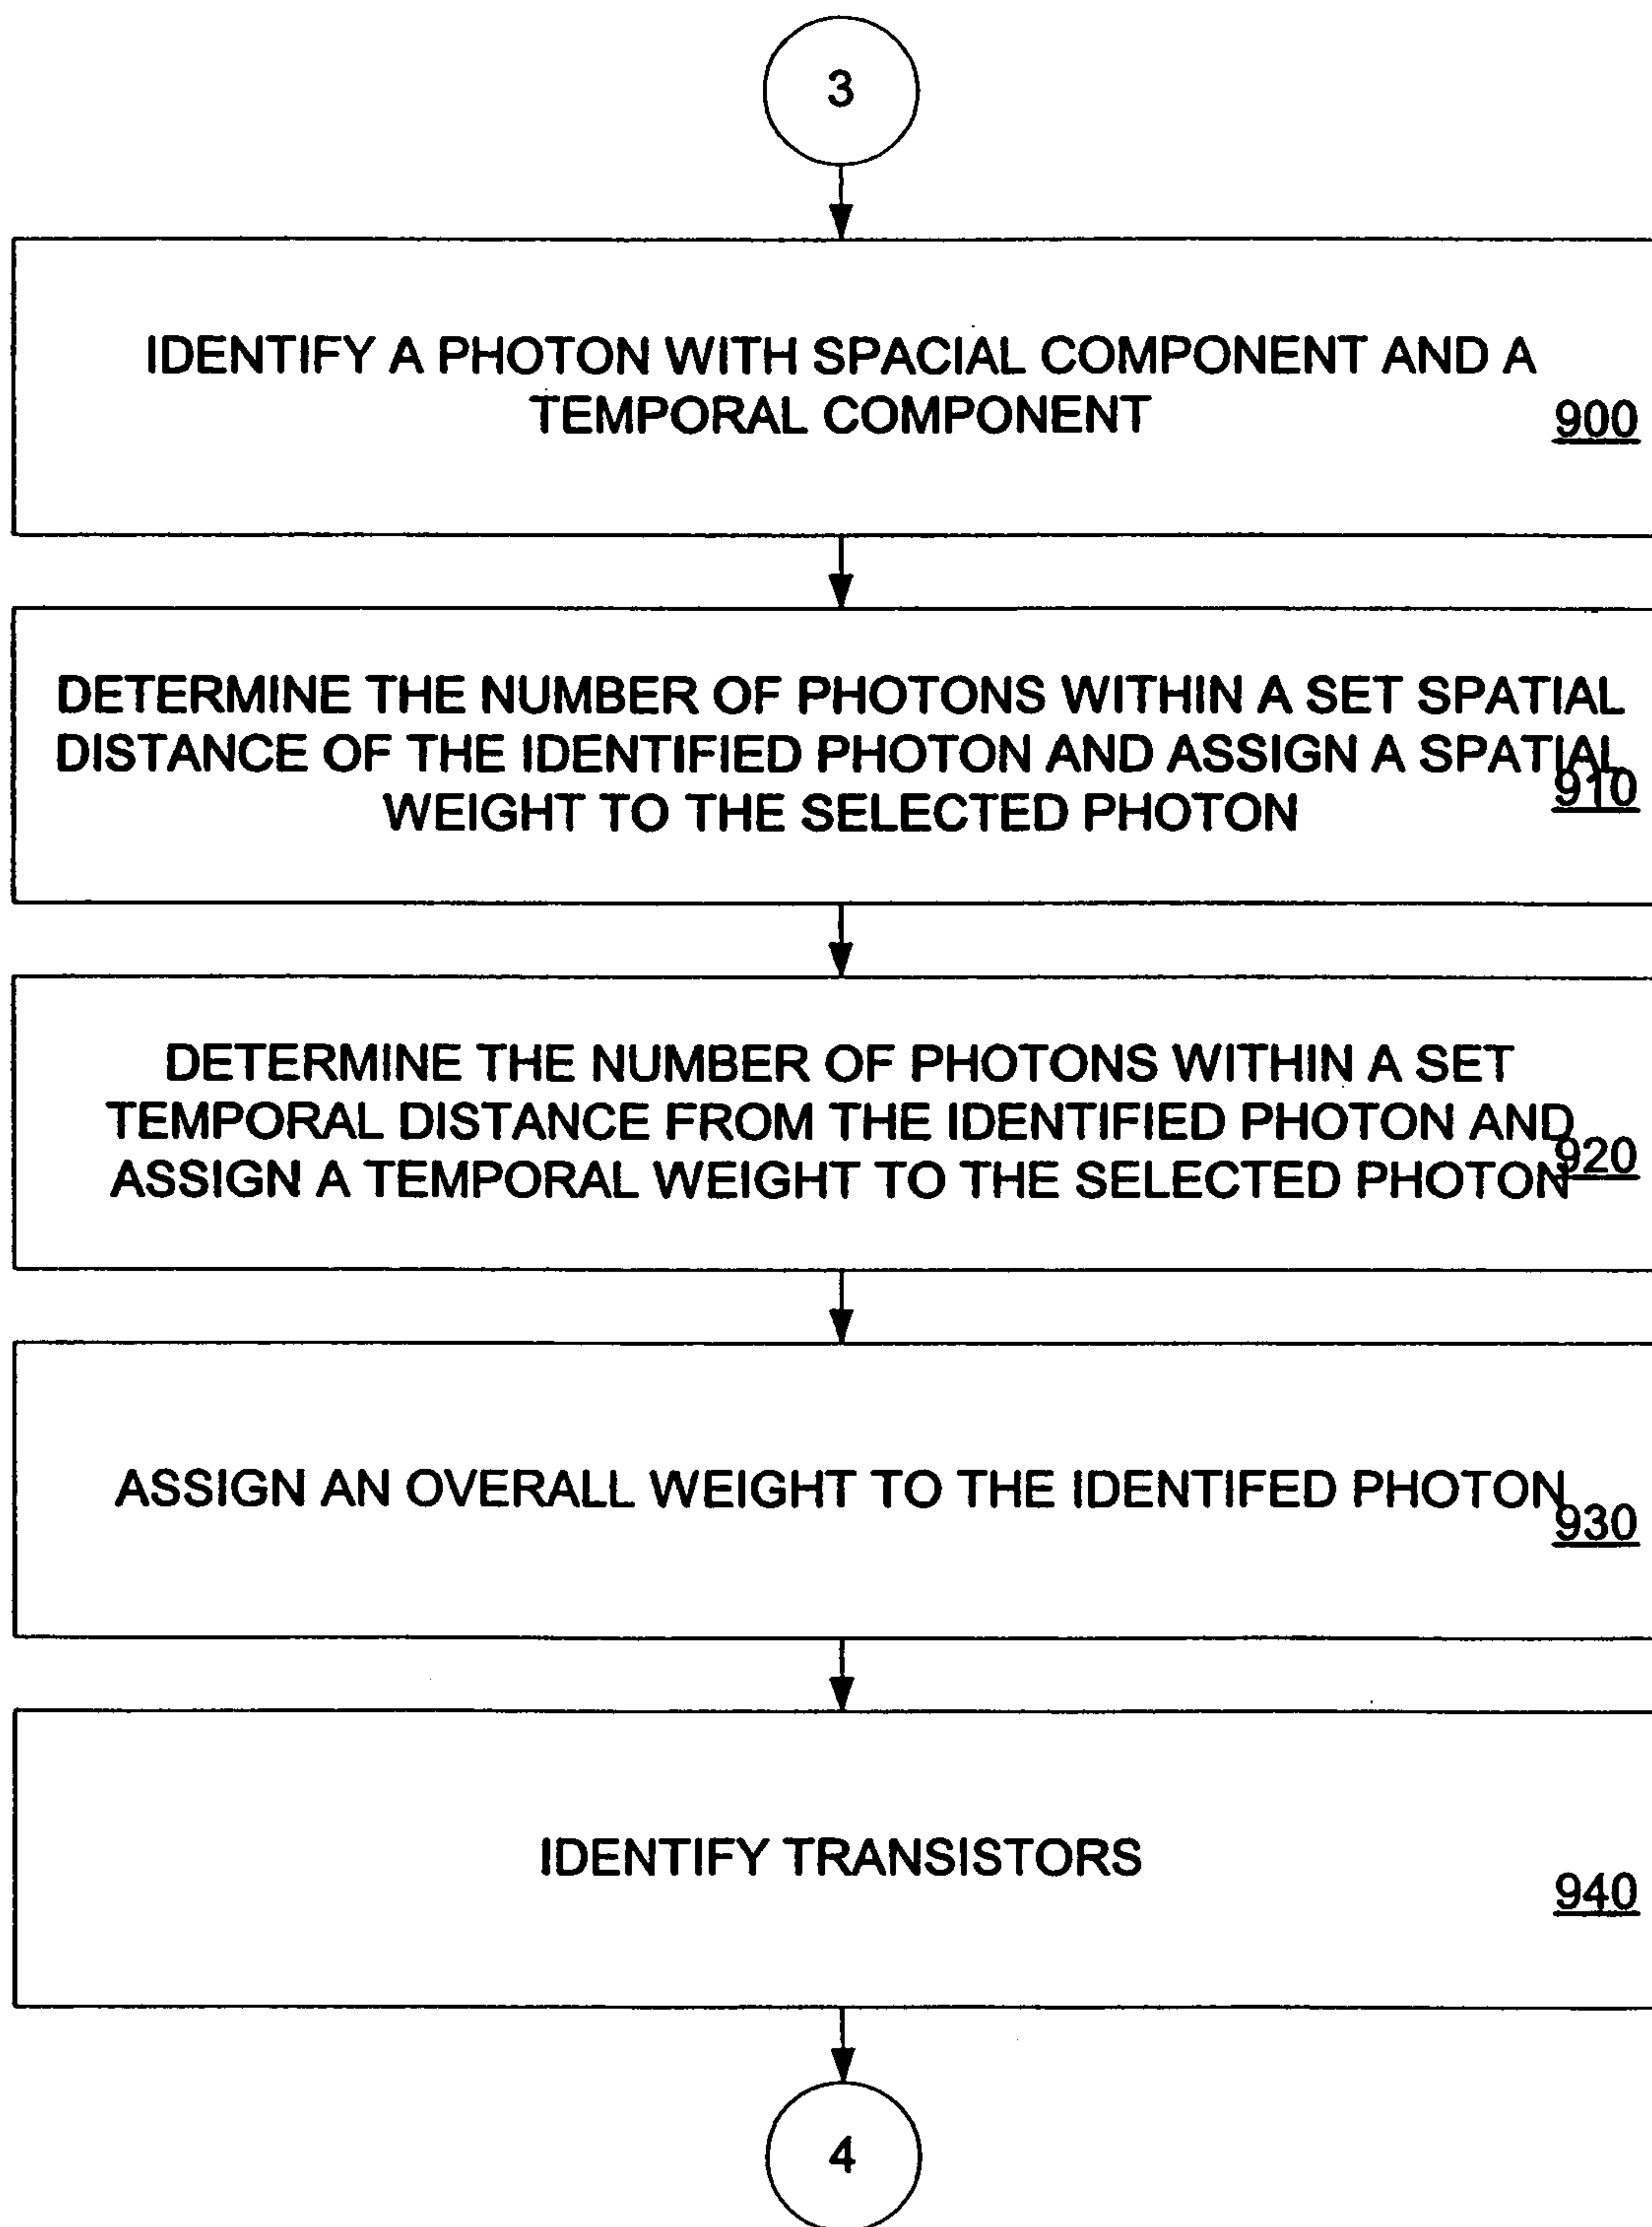 3
IDENTIFY A PHOTON WITH SPACIAL COMPONENT AND A
TEMPORAL COMPONENT
900
DETERMINE THE NUMBER OF PHOTONS WITHIN A SET SPATIAL
DISTANCE OF THE IDENTIFIED PHOTON AND ASSIGN A SPATIAL
WEIGHT TO THE SELECTED PHOTON
910
DETERMINE THE NUMBER OF PHOTONS WITHIN A SET
TEMPORAL DISTANCE FROM THE IDENTIFIED PHOTON AND
ASSIGN A TEMPORAL WEIGHT TO THE SELECTED PHOTON
920
ASSIGN AN OVERALL WEIGHT TO THE IDENTIFED PHOTON
930
IDENTIFY TRANSISTORS
940
4